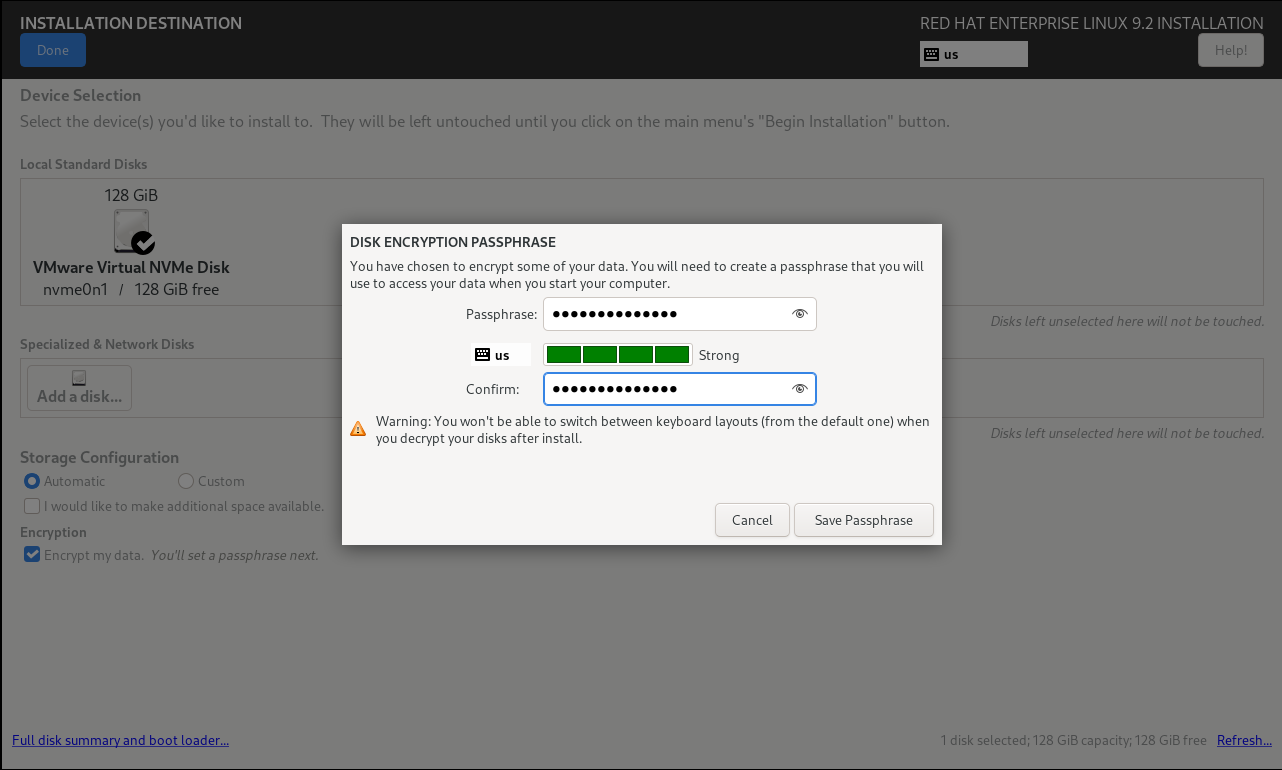 INSTALLATION DESTINATION
RED HAT ENTERPRISE LINUX 9.2 INSTALLATION
Done
us
Help!
Device Selection
Select the device(s) you'd like to install to.  They will be left untouched until you click on the main menu's "Begin Installation" button.
Local Standard Disks
128 GiB
VMware Virtual NVMe Disk
nvme0n1   /   128 GiB free
Disks left unselected here will not be touched.
Specialized & Network Disks
Add a disk...
Disks left unselected here will not be touched.
Storage Configuration
Automatic
Custom
I would like to make additional space available.
Encryption
Encrypt my data.  You'll set a passphrase next.
DISK ENCRYPTION PASSPHRASE
You have chosen to encrypt some of your data. You will need to create a passphrase that you will
use to access your data when you start your computer.
Passphrase: ●●●●●●●●●●●●●●
us
Strong
Confirm: ●●●●●●●●●●●●●●
Warning: You won't be able to switch between keyboard layouts (from the default one) when
you decrypt your disks after install.
Cancel
Save Passphrase
Full disk summary and boot loader...
1 disk selected; 128 GiB capacity; 128 GiB free
Refresh...